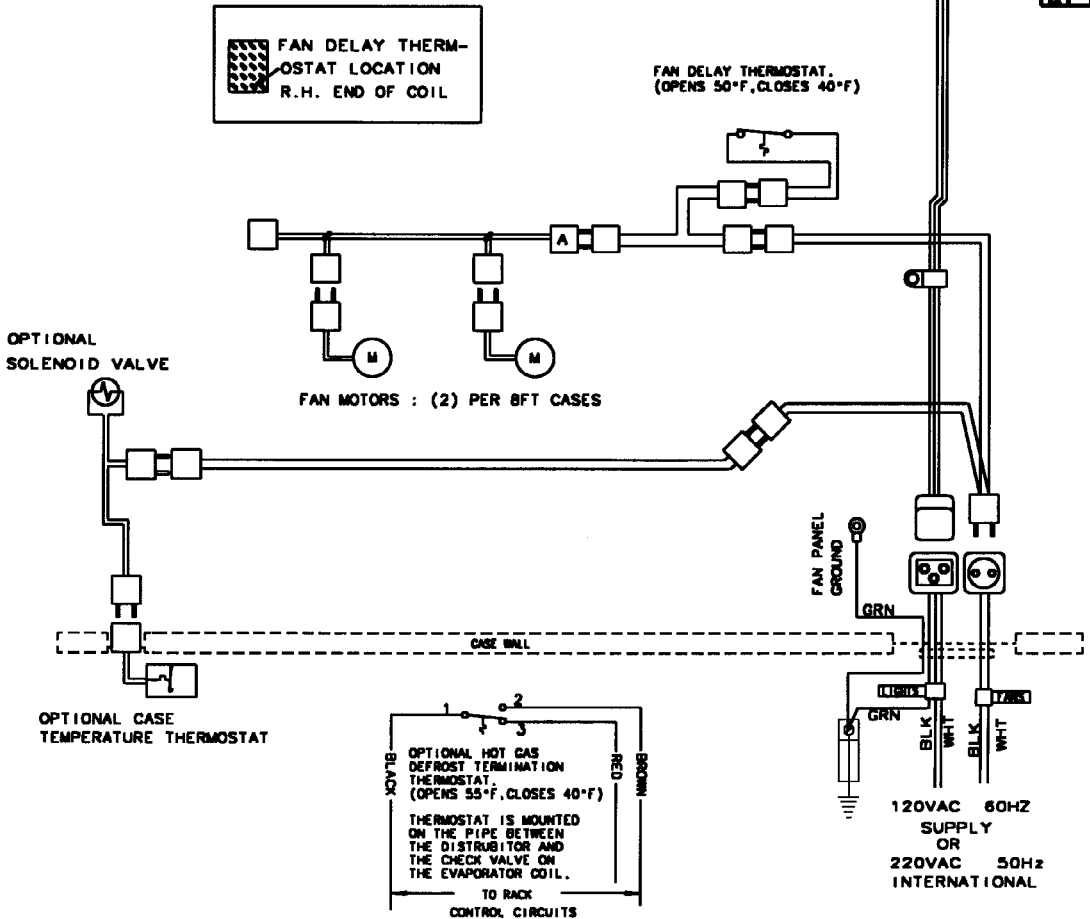 FAN DELAY THERM-
OSTAT LOCATION
R.H. END OF COIL
FAN DELAY THERMOSTAT.
(OPENS 50°F,CLOSES 40°F)
A
M
M
FAN MOTORS : (2) PER 8FT CASES
OPTIONAL
SOLENOID VALVE
FAN PANEL
GROUND
GRN
CASE WALL
OPTIONAL CASE
TEMPERATURE THERMOSTAT
LIGHTS
FANS
GRN
BLK
WHT
BLK
WHT
1
2
3
BLACK
RED
BROWN
OPTIONAL HOT GAS
DEFROST TERMINATION
THERMOSTAT.
(OPENS 55°F,CLOSES 40°F)
THERMOSTAT IS MOUNTED
ON THE PIPE BETWEEN
THE DISTRUBITOR AND
THE CHECK VALVE ON
THE EVAPORATOR COIL.
TO RACK
CONTROL CIRCUITS
120VAC 60HZ
SUPPLY
OR
220VAC 50Hz
INTERNATIONAL